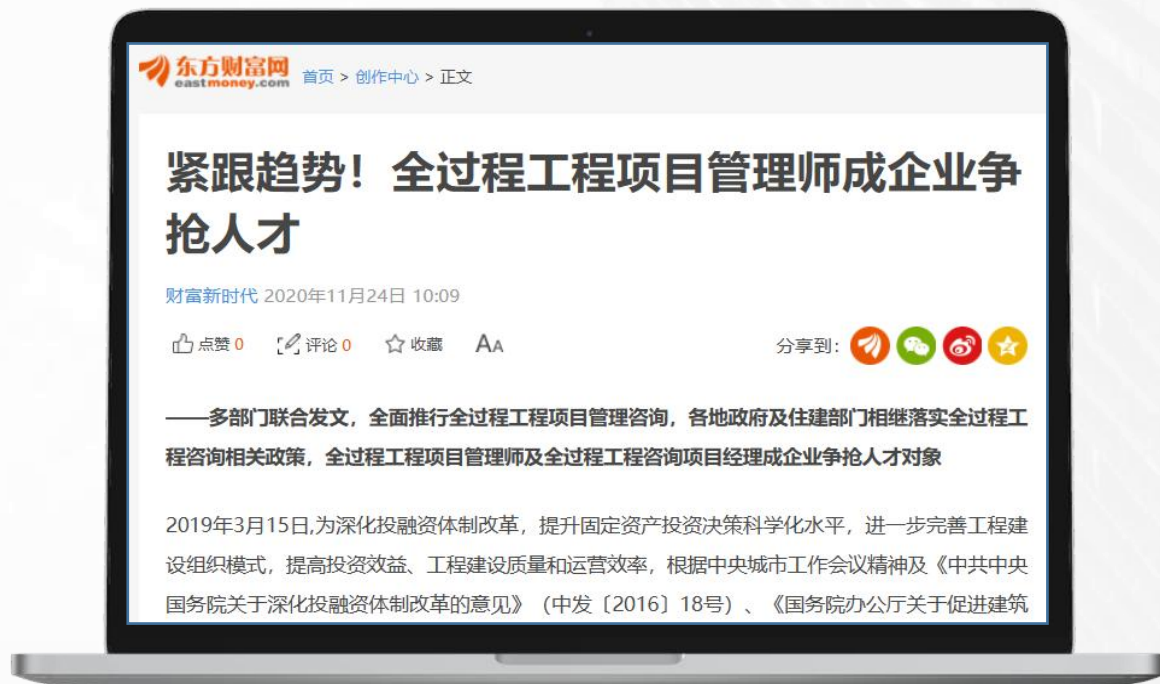 东方财富网
eastmoney.com
首页 > 创作中心 > 正文
紧跟趋势！全过程工程项目管理师成企业争
抢人才
财富新时代 2020年11月24日 10:09
点赞 0 评论 0 收藏 AA 分享到：
——多部门联合发文，全面推行全过程工程项目管理咨询，各地政府及住建部门相继落实全过程工
程咨询相关政策，全过程工程项目管理师及全过程工程咨询项目经理成企业争抢人才对象
2019年3月15日,为深化投融资体制改革，提升固定资产投资决策科学化水平，进一步完善工程建
设组织模式，提高投资效益、工程建设质量和运营效率，根据中央城市工作会议精神及《中共中央
国务院关于深化投融资体制改革的意见》（中发〔2016〕18号）、《国务院办公厅关于促进建筑